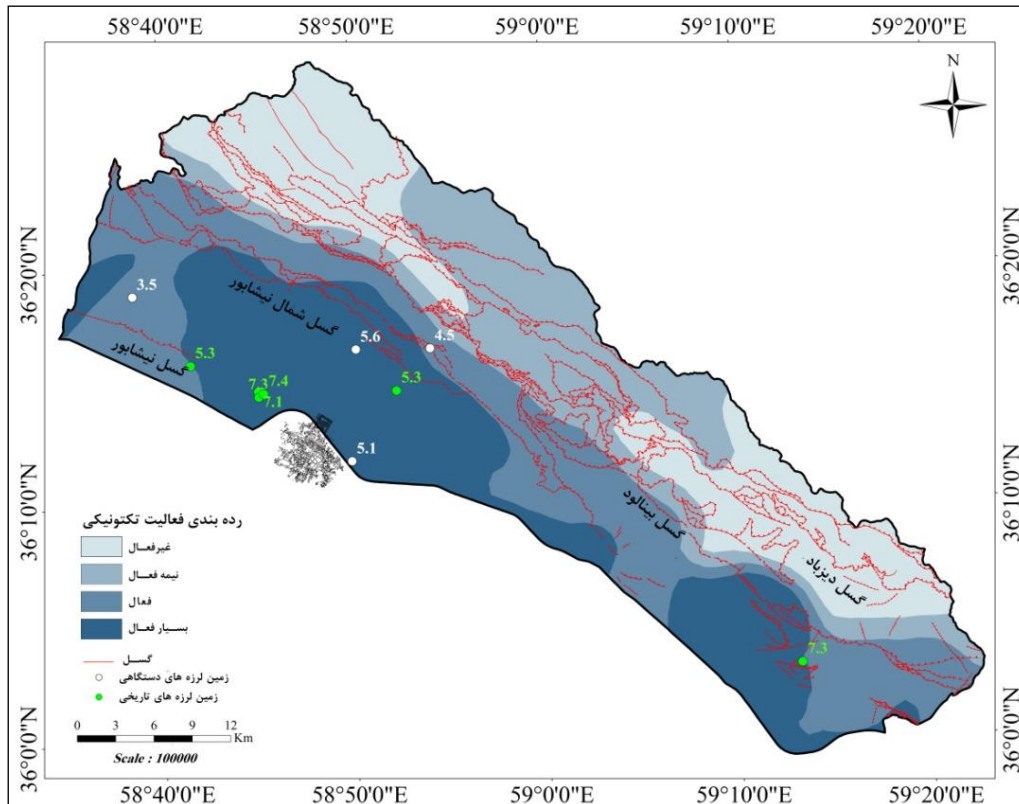 58°40'0"E 58°50'0"E 59°0'0"E 59°10'0"E 59°20'0"E
N
36°20'0"N
36°20'0"N
36°10'0"N
36°10'0"N
36°0'0"N
36°0'0"N
3.5
گسل شمال نیشابور
5.6
4.5
گسل نیشابور
5.3
7.3
7.4
7.1
5.3
5.1
گسل بینالود
گسل دیزباد
7.3
رده بندی فعالیت تکتونیکی
غیرفعـال
نیمه فعـال
فعال
بسـیار فعـال
گسـل
زمین لرزه های دستگاهی
زمین لرزه های تاریخی
0 3 6 9 12
Km
Scale : 100000
58°40'0"E 58°50'0"E 59°0'0"E 59°10'0"E 59°20'0"E